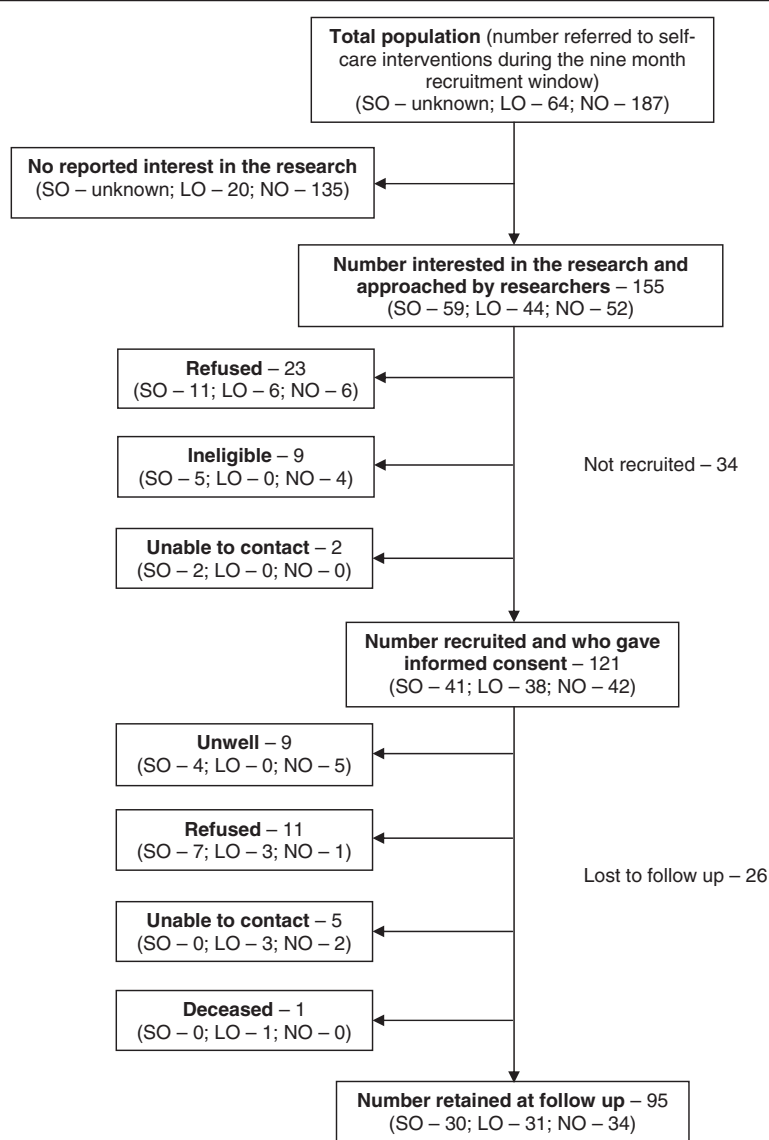 Total population (number referred to self-
care interventions during the nine month
recruitment window)
(SO – unknown; LO – 64; NO – 187)
No reported interest in the research
(SO – unknown; LO – 20; NO – 135)
Number interested in the research and
approached by researchers – 155
(SO – 59; LO – 44; NO – 52)
Refused – 23
(SO – 11; LO – 6; NO – 6)
Ineligible – 9
(SO – 5; LO – 0; NO – 4)
Not recruited – 34
Unable to contact – 2
(SO – 2; LO – 0; NO – 0)
Number recruited and who gave
informed consent – 121
(SO – 41; LO – 38; NO – 42)
Unwell – 9
(SO – 4; LO – 0; NO – 5)
Refused – 11
(SO – 7; LO – 3; NO – 1)
Lost to follow up – 26
Unable to contact – 5
(SO – 0; LO – 3; NO – 2)
Deceased – 1
(SO – 0; LO – 1; NO – 0)
Number retained at follow up – 95
(SO – 30; LO – 31; NO – 34)